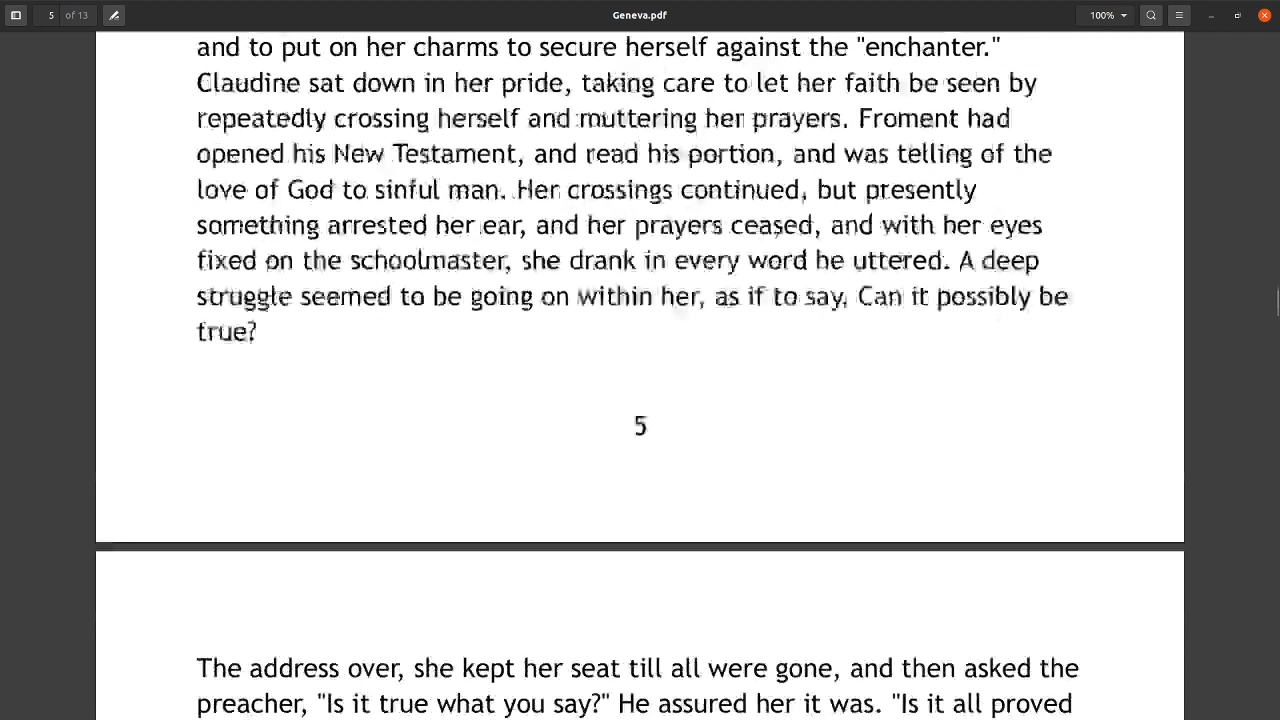 5 of 13
Geneva.pdf
100%
and to put on her charms to secure herself against the "enchanter."
Claudine sat down in her pride, taking care to let her faith be seen by
repeatedly crossing herself and muttering her prayers. Froment had
opened his New Testament, and read his portion, and was telling of the
love of God to sinful man. Her crossings continued, but presently
something arrested her ear, and her prayers ceased, and with her eyes
fixed on the schoolmaster, she drank in every word he uttered. A deep
struggle seemed to be going on within her, as if to say, Can it possibly be
true?
5
The address over, she kept her seat till all were gone, and then asked the
preacher, "Is it true what you say?" He assured her it was. "Is it all proved